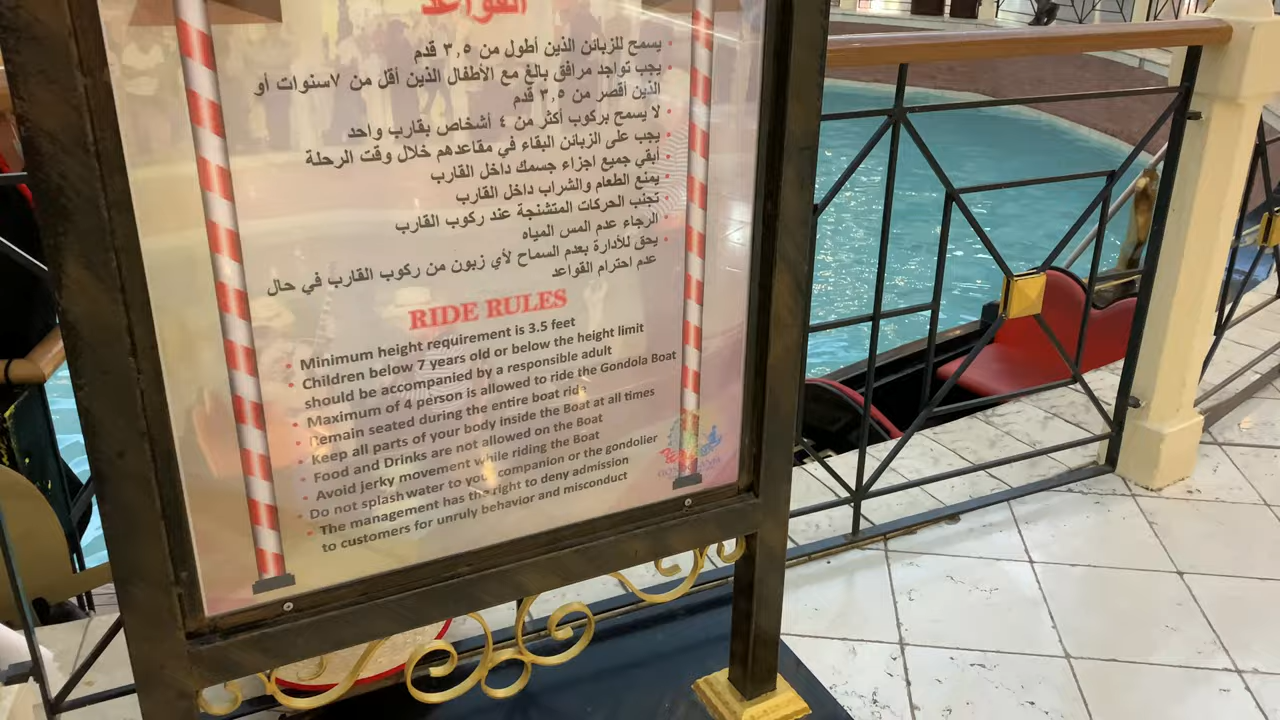 القواعد
يسمح للزبائن الذين أطول من ٣,٥ قدم
يجب تواجد مرافق بالغ مع الأطفال الذين أقل من ٧سنوات أو
الذين أقصر من ٣,٥ قدم
لا يسمح بركوب أكثر من ٤ أشخاص بقارب واحد
يجب على الزبائن البقاء في مقاعدهم خلال وقت الرحلة
أبقي جميع اجزاء جسمك داخل القارب
يمنع الطعام والشراب داخل القارب
تجنب الحركات المتشنجة عند ركوب القارب
الرجاء عدم المس المياه
يحق للأدارة بعدم السماح لأي زبون من ركوب القارب في حال
عدم احترام القواعد
RIDE RULES
Minimum height requirement is 3.5 feet
Children below 7 years old or below the height limit
should be accompanied by a responsible adult
Maximum of 4 person is allowed to ride the Gondola Boat
Remain seated during the entire boat ride
Keep all parts of your body inside the Boat at all times
Food and Drinks are not allowed on the Boat
Avoid jerky movement while riding the Boat
Do not splash water to your companion or the gondolier
The management has the right to deny admission
to customers for unruly behavior and misconduct